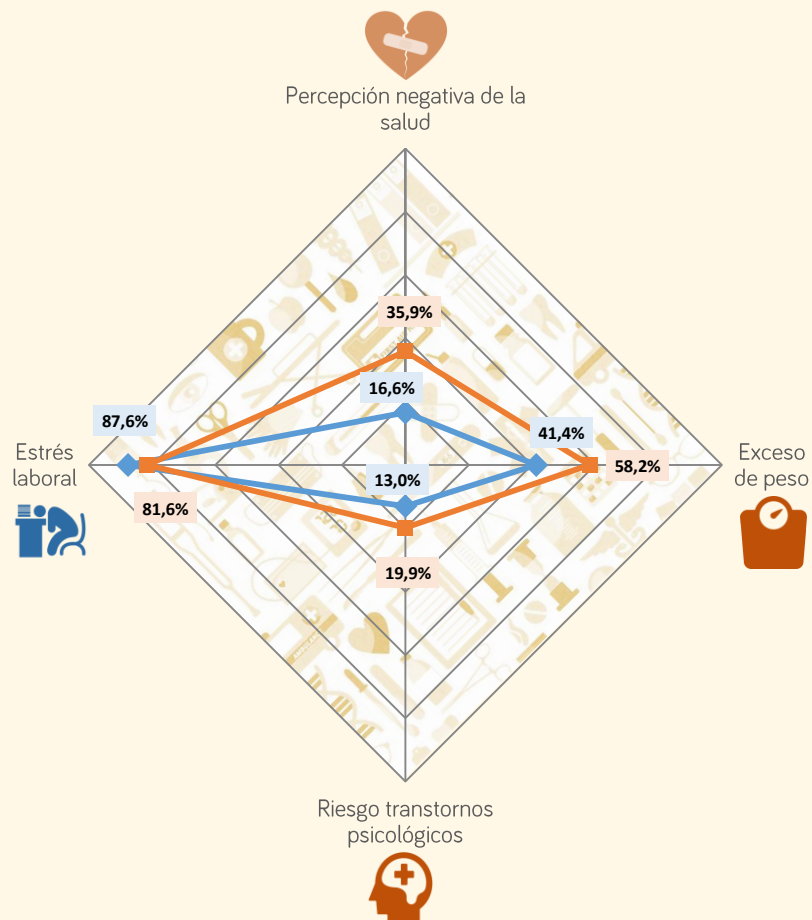 Percepción negativa de la
salud
35,9%
16,6%
87,6%
41,4%
Estrés
laboral
Exceso
de peso
58,2%
13,0%
81,6%
19,9%
Riesgo transtornos
psicológicos